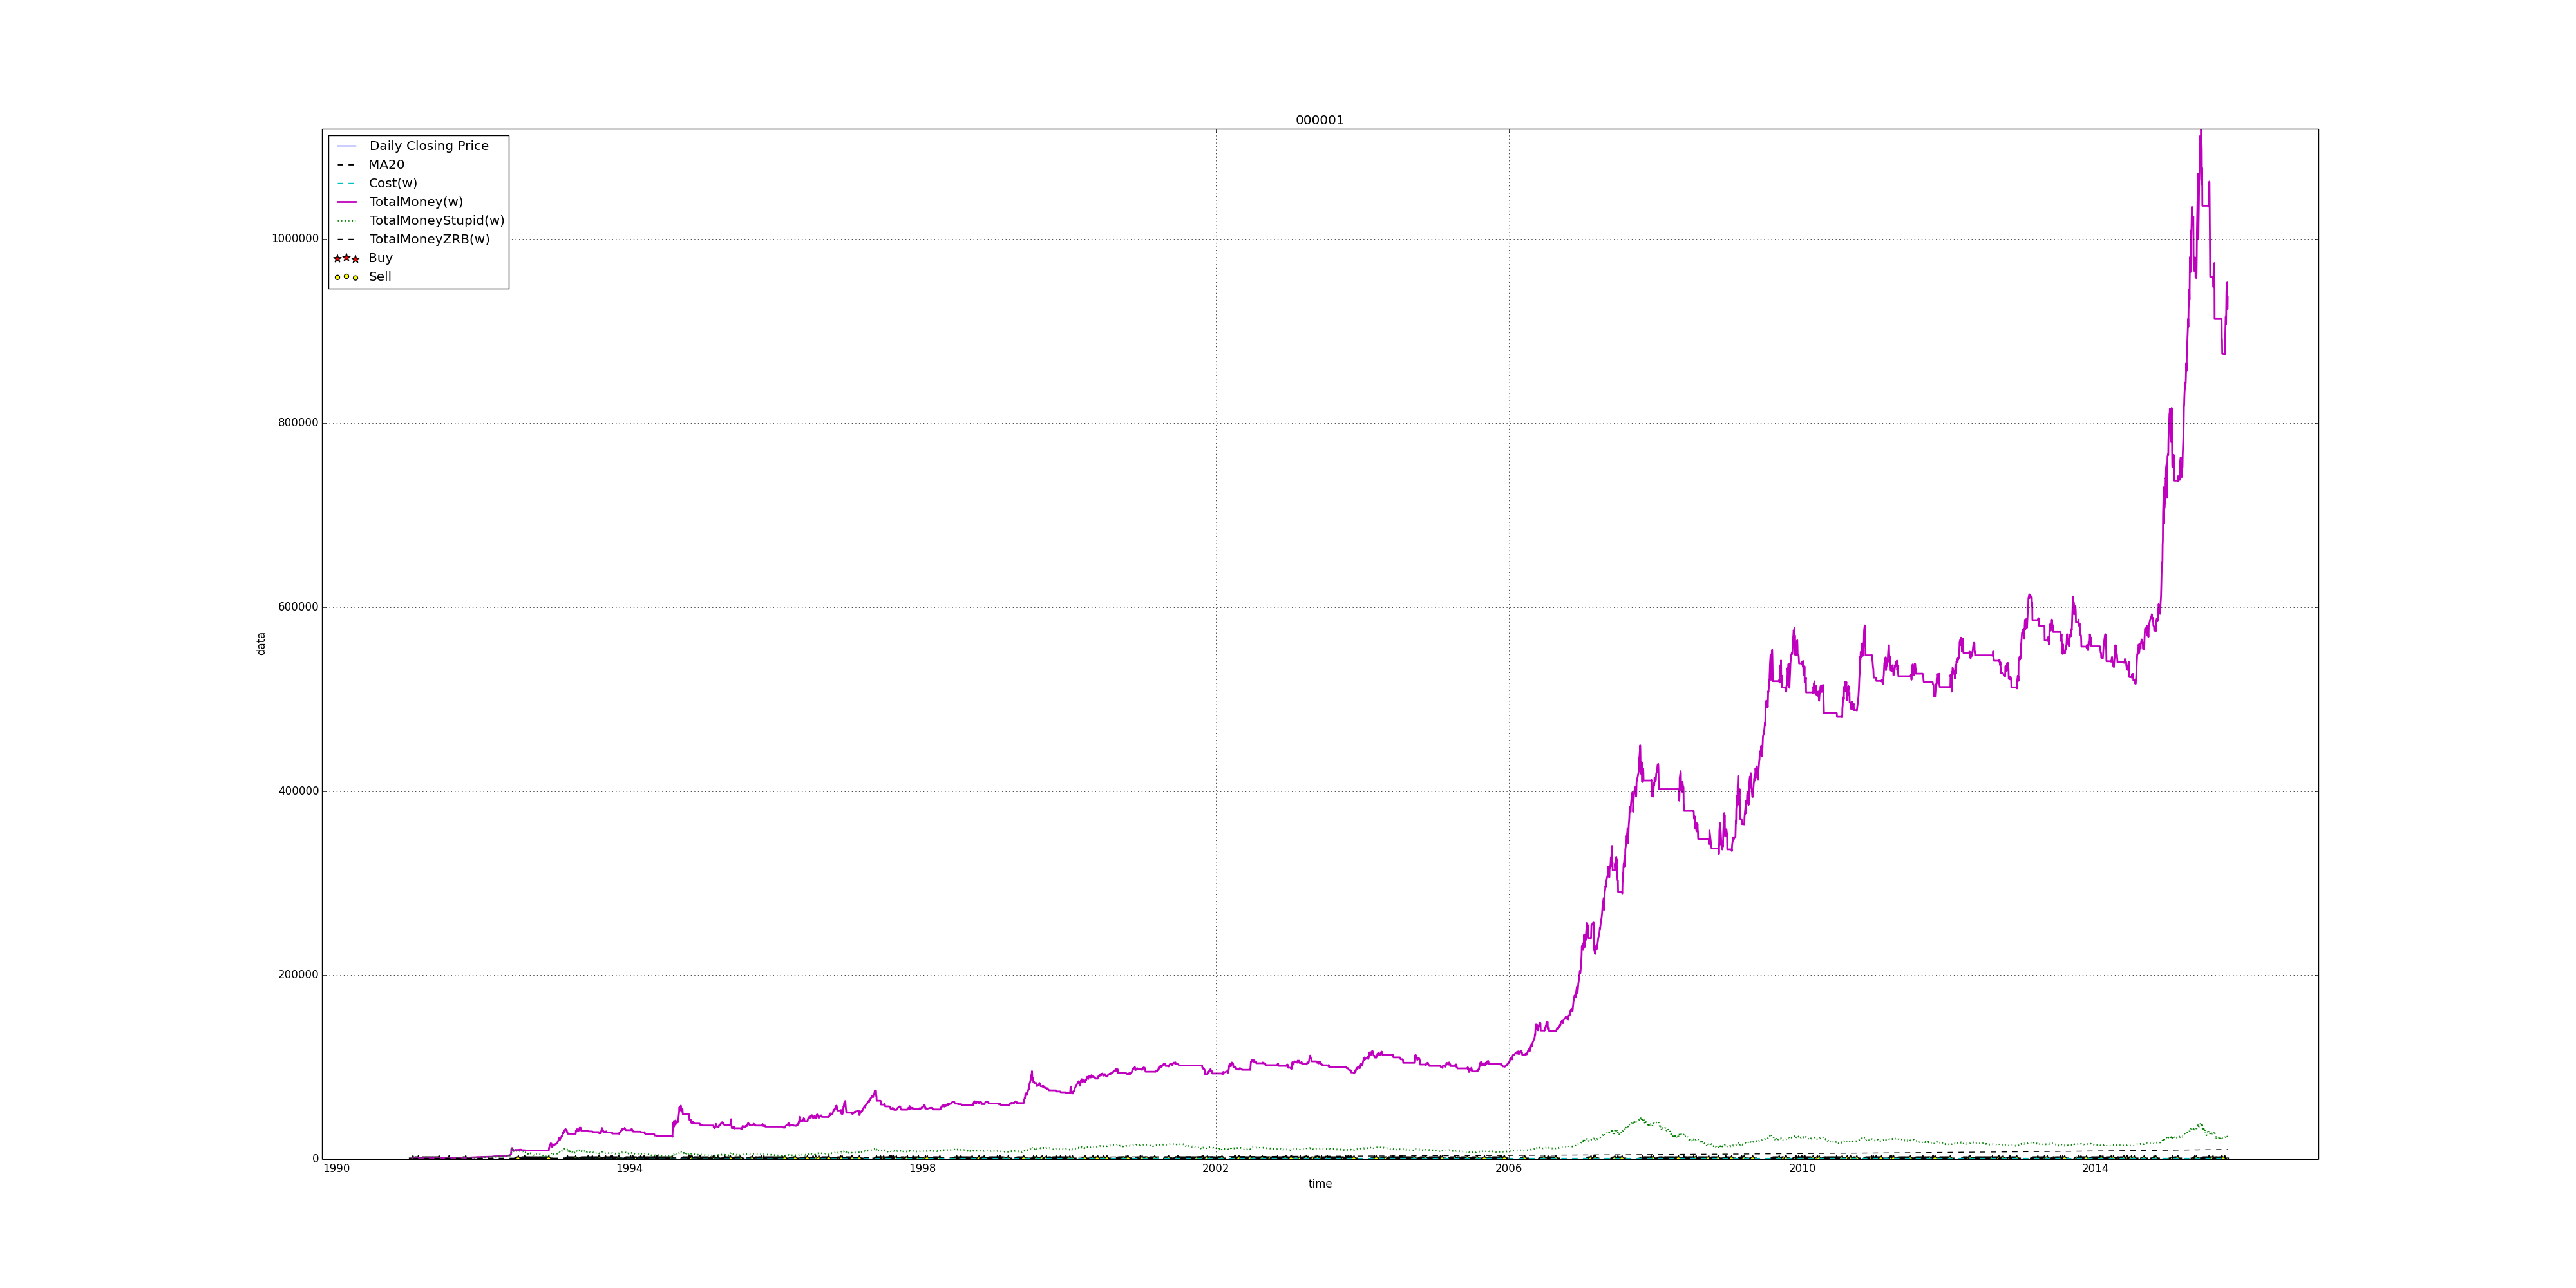 000001
Daily Closing Price
MA20
Cost(w)
TotalMoney(w)
TotalMoneyStupid(w)
TotalMoneyZRB(w)
Buy
Sell
1000000
800000
600000
400000
200000
0
data
1990 1994 1998 2002 2006 2010 2014
time